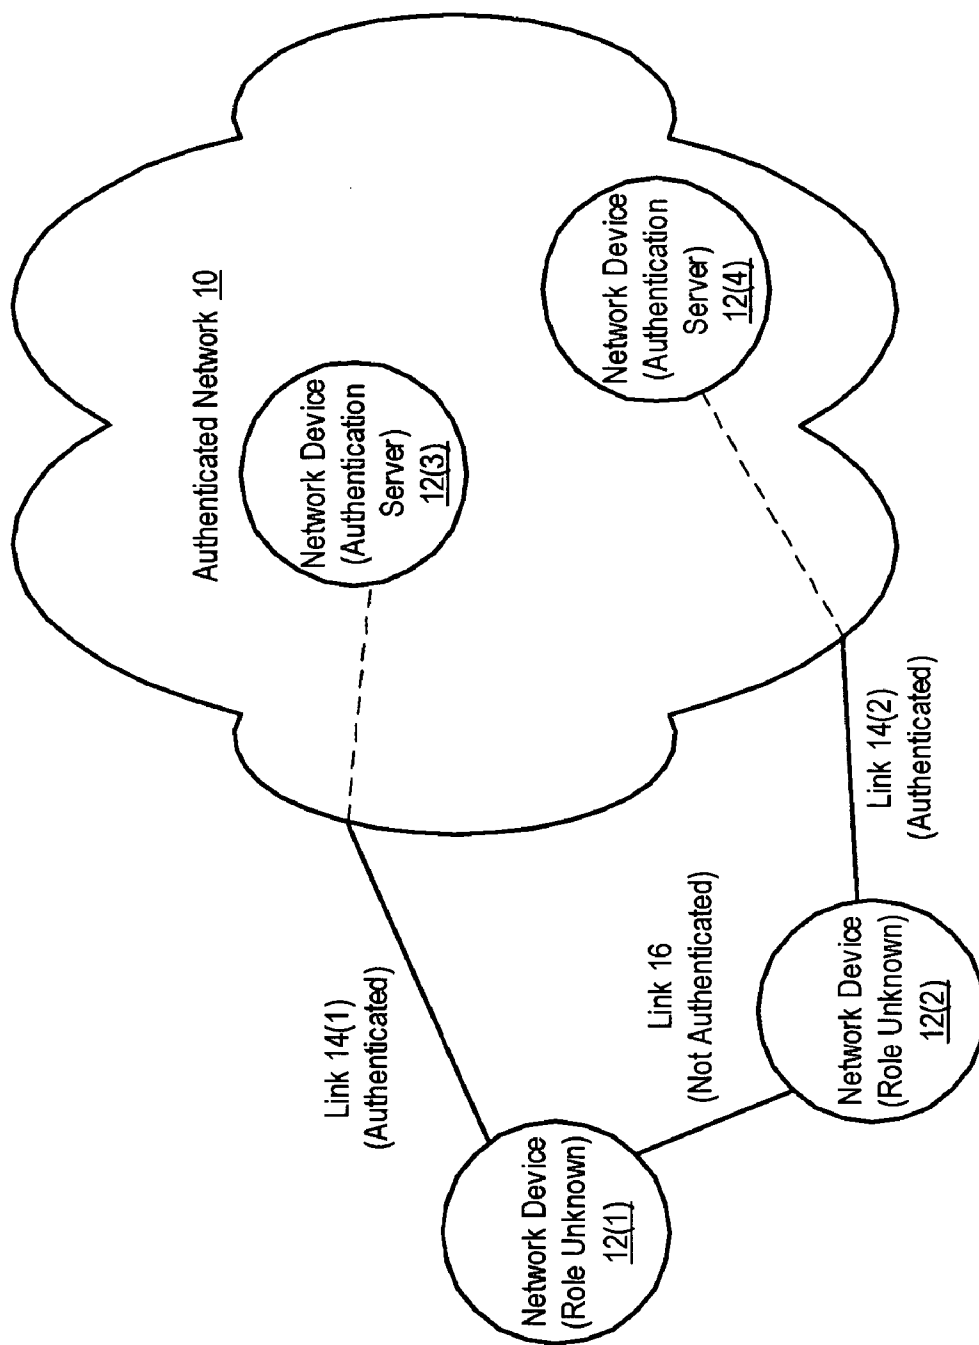 Authenticated Network 10
Network Device
(Authentication
Server)
12(3)
Network Device
(Authentication
Server)
12(4)
Link 14(1)
(Authenticated)
Link 16
(Not Authenticated)
Link 14(2)
(Authenticated)
Network Device
(Role Unknown)
12(1)
Network Device
(Role Unknown)
12(2)